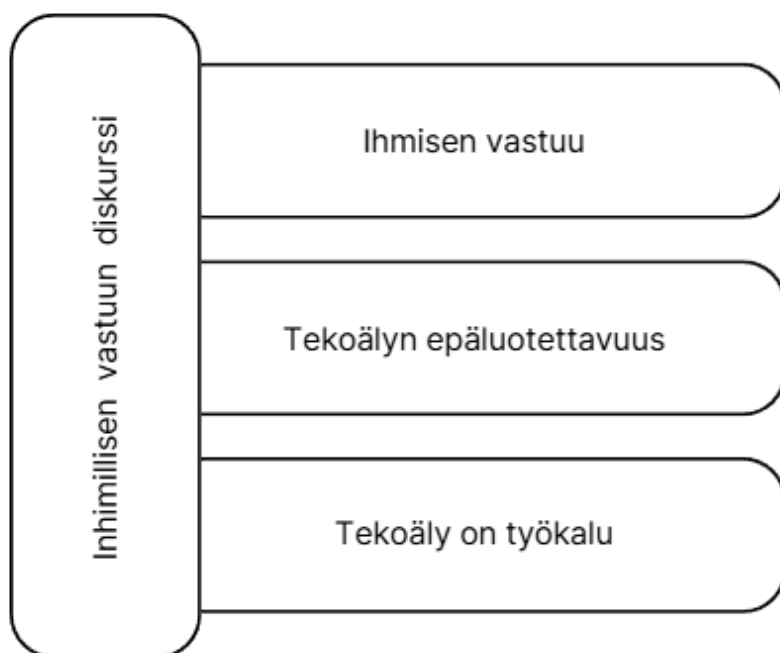 Inhimillisen vastuun diskurssi
Ihmisen vastuu
Tekoälyn epäluotettavuus
Tekoäly on työkalu